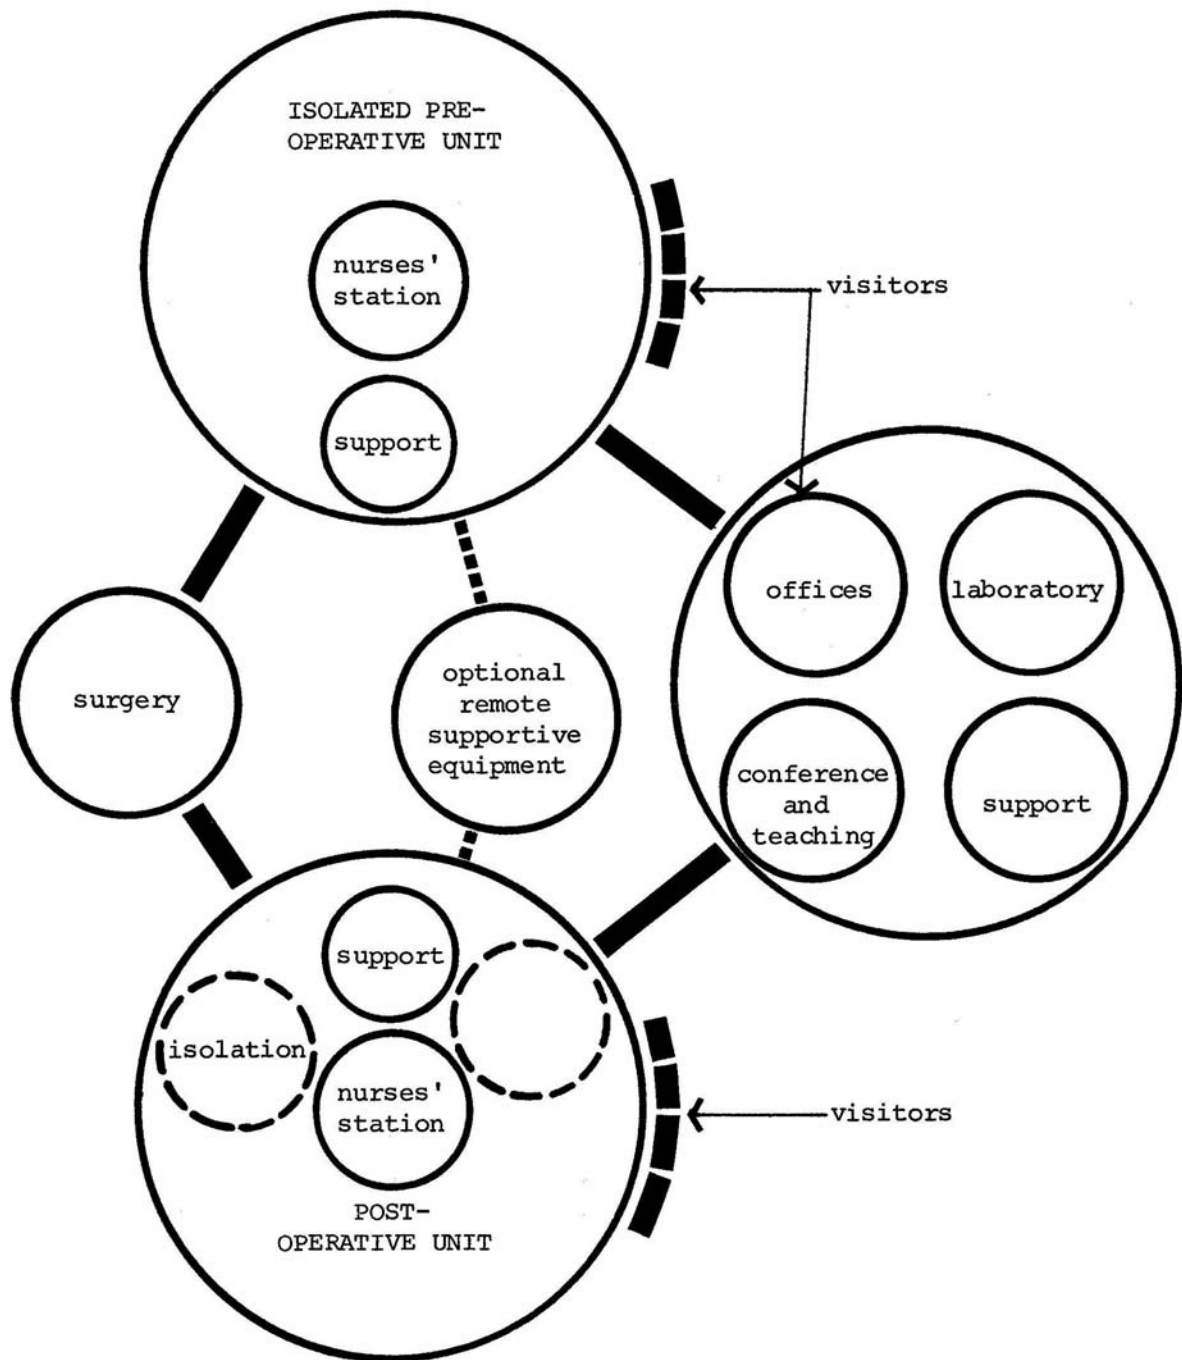 ISOLATED PRE-
OPERATIVE UNIT
nurses'
station
visitors
support
offices
laboratory
surgery
optional
remote
supportive
equipment
conference
and
teaching
support
support
isolation
nurses'
station
visitors
POST-
OPERATIVE UNIT